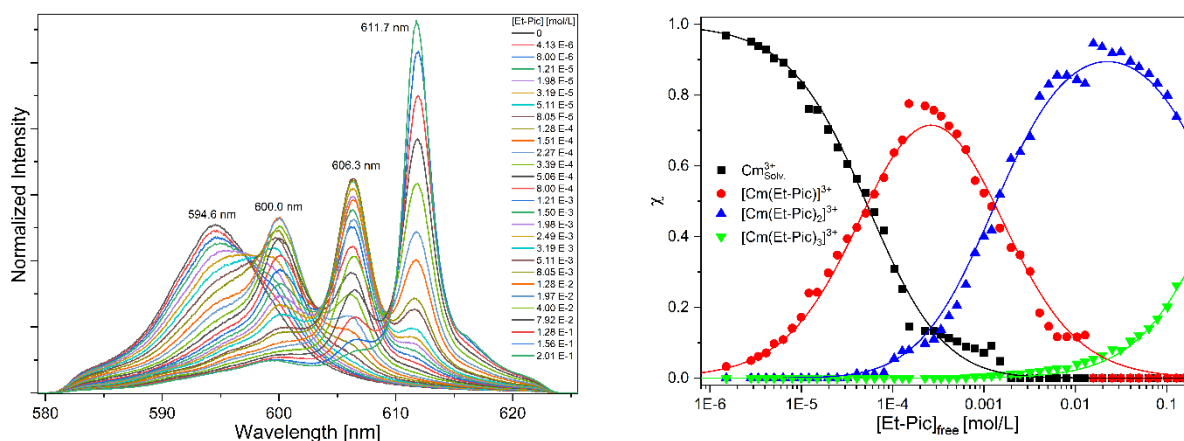 611.7 nm
606.3 nm
600.0 nm
594.6 nm
Normalized Intensity
580
590
600
610
620
Wavelength [nm]
[Et-Pic] [mol/L]
0
4.13 E-6
8.00 E-6
1.21 E-5
1.98 E-5
3.19 E-5
5.11 E-5
8.05 F-5
1.28 E-4
1.51 E-4
2.27 E-4
3.39 E-4
5.06 E-4
8.00 E-4
1.21 E-3
1.50 E-3
1.98 E-3
2.49 E-3
3.19 E-3
5.11 E-3
8.05 E-3
1.28 E-2
1.97 E-2
4.00 E-2
7.92 E-2
1.28 E-1
1.56 E-1
2.01 E-1
χ
1.0
0.8
0.6
0.4
0.2
0.0
Cm³⁺Solv.
[Cm(Et-Pic)]³⁺
[Cm(Et-Pic)₂]³⁺
[Cm(Et-Pic)₃]³⁺
1E-6
1E-5
1E-4
0.001
0.01
0.1
[Et-Pic]free [mol/L]